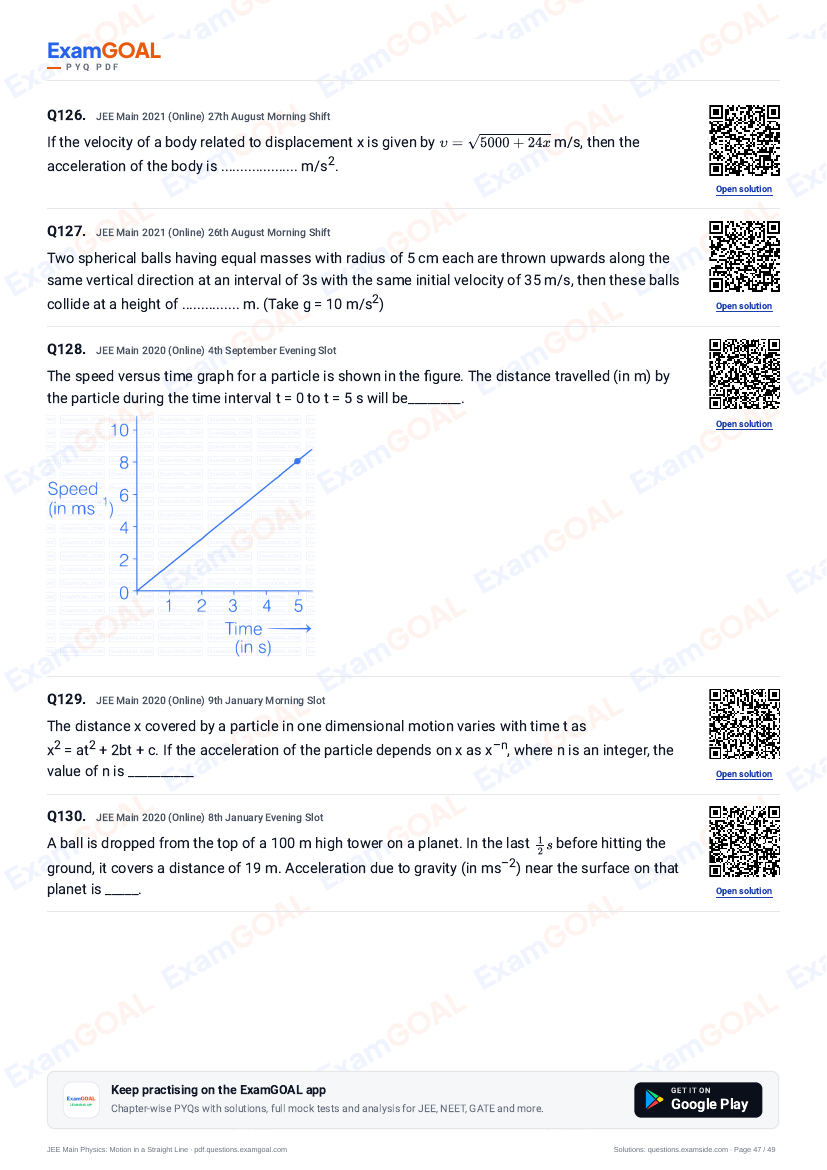 ExamGOAL
PYQ PDF
Q126. JEE Main 2021 (Online) 27th August Morning Shift
If the velocity of a body related to displacement x is given by υ = √(5000 + 24x) m/s, then the
acceleration of the body is .................... m/s².
Open solution
Q127. JEE Main 2021 (Online) 26th August Morning Shift
Two spherical balls having equal masses with radius of 5 cm each are thrown upwards along the
same vertical direction at an interval of 3s with the same initial velocity of 35 m/s, then these balls
collide at a height of ............... m. (Take g = 10 m/s²)
Open solution
Q128. JEE Main 2020 (Online) 4th September Evening Slot
The speed versus time graph for a particle is shown in the figure. The distance travelled (in m) by
the particle during the time interval t = 0 to t = 5 s will be________.
Open solution
10
8
Speed
(in ms⁻¹)
6
4
2
0
1 2 3 4 5
Time
(in s)
Q129. JEE Main 2020 (Online) 9th January Morning Slot
The distance x covered by a particle in one dimensional motion varies with time t as
x² = at² + 2bt + c. If the acceleration of the particle depends on x as x⁻ⁿ, where n is an integer, the
value of n is __________
Open solution
Q130. JEE Main 2020 (Online) 8th January Evening Slot
A ball is dropped from the top of a 100 m high tower on a planet. In the last 1/2 s before hitting the
ground, it covers a distance of 19 m. Acceleration due to gravity (in ms⁻²) near the surface on that
planet is _____.
Open solution
ExamGOAL
Keep practising on the ExamGOAL app
Chapter-wise PYQs with solutions, full mock tests and analysis for JEE, NEET, GATE and more.
GET IT ON
Google Play
JEE Main Physics: Motion in a Straight Line · pdf.questions.examgoal.com
Solutions: questions.examside.com · Page 47 / 49